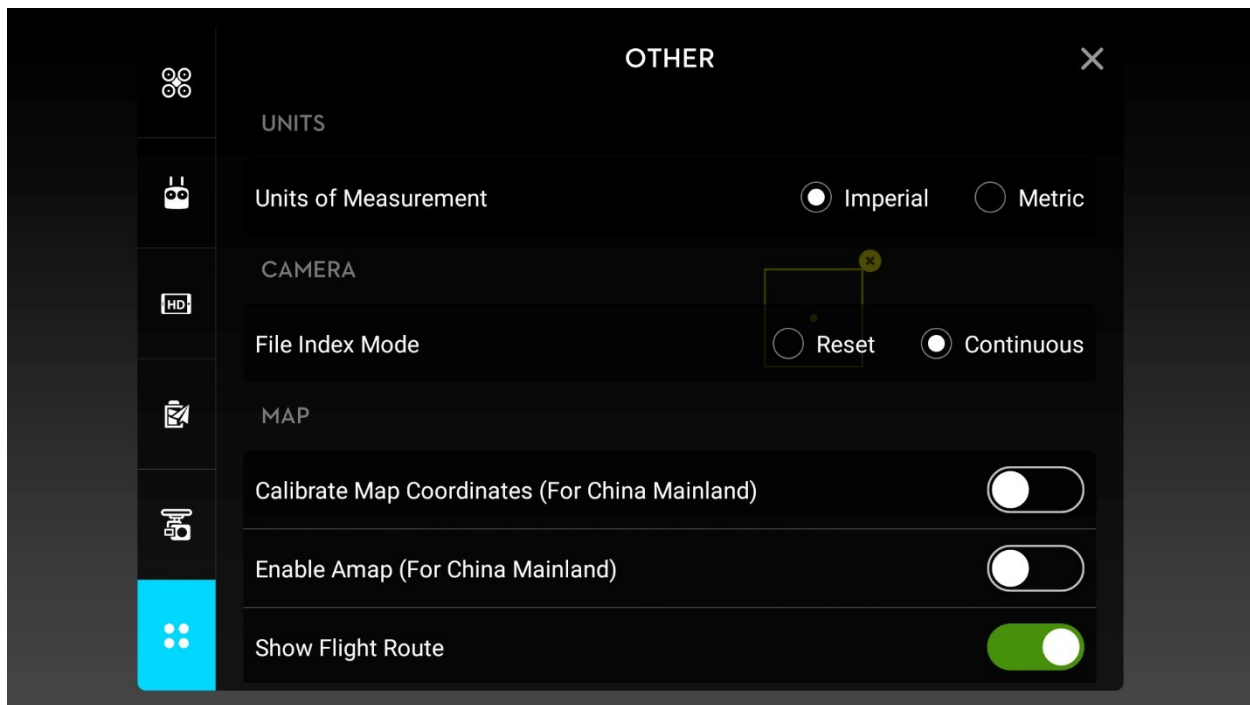 OTHER
UNITS
Units of Measurement Imperial Metric
CAMERA
HD
File Index Mode Reset Continuous
MAP
Calibrate Map Coordinates (For China Mainland)
Enable Amap (For China Mainland)
Show Flight Route